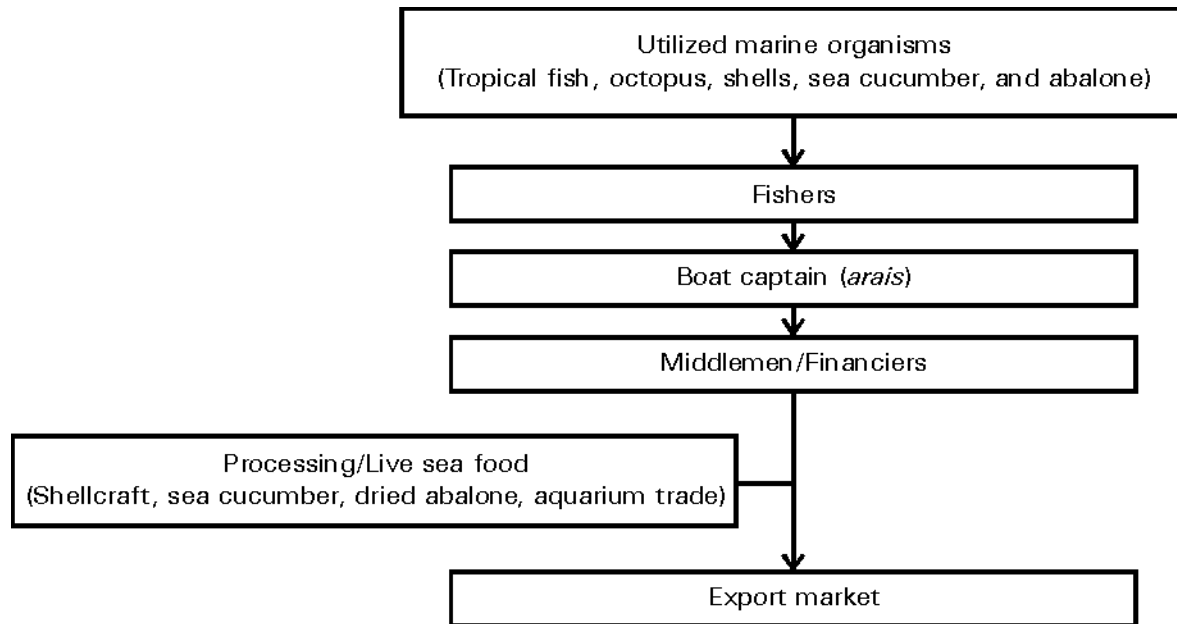 Utilized marine organisms
(Tropical fish, octopus, shells, sea cucumber, and abalone)
Fishers
Boat captain (arais)
Middlemen/Financiers
Processing/Live sea food
(Shellcraft, sea cucumber, dried abalone, aquarium trade)
Export market